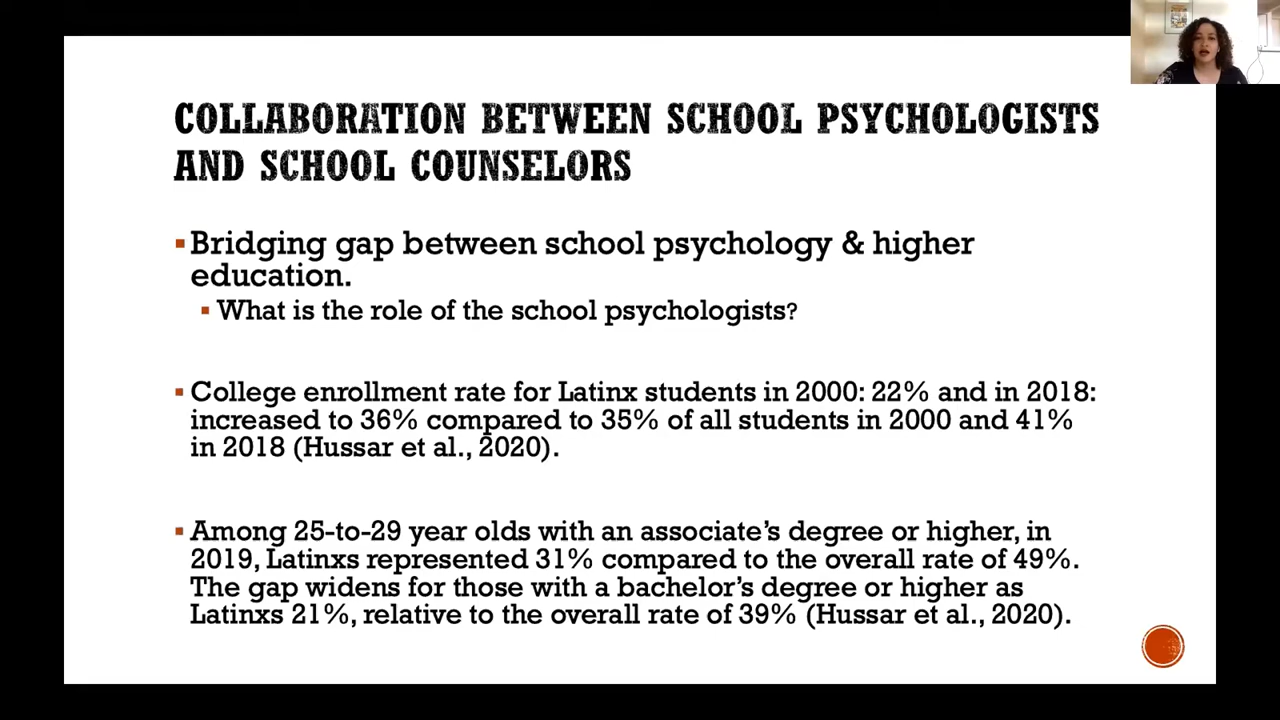 COLLABORATION BETWEEN SCHOOL PSYCHOLOGISTS
AND SCHOOL COUNSELORS
▪Bridging gap between school psychology & higher
education.
▪What is the role of the school psychologists?
▪College enrollment rate for Latinx students in 2000: 22% and in 2018:
increased to 36% compared to 35% of all students in 2000 and 41%
in 2018 (Hussar et al., 2020).
▪Among 25-to-29 year olds with an associate's degree or higher, in
2019, Latinxs represented 31% compared to the overall rate of 49%.
The gap widens for those with a bachelor's degree or higher as
Latinxs 21%, relative to the overall rate of 39% (Hussar et al., 2020).